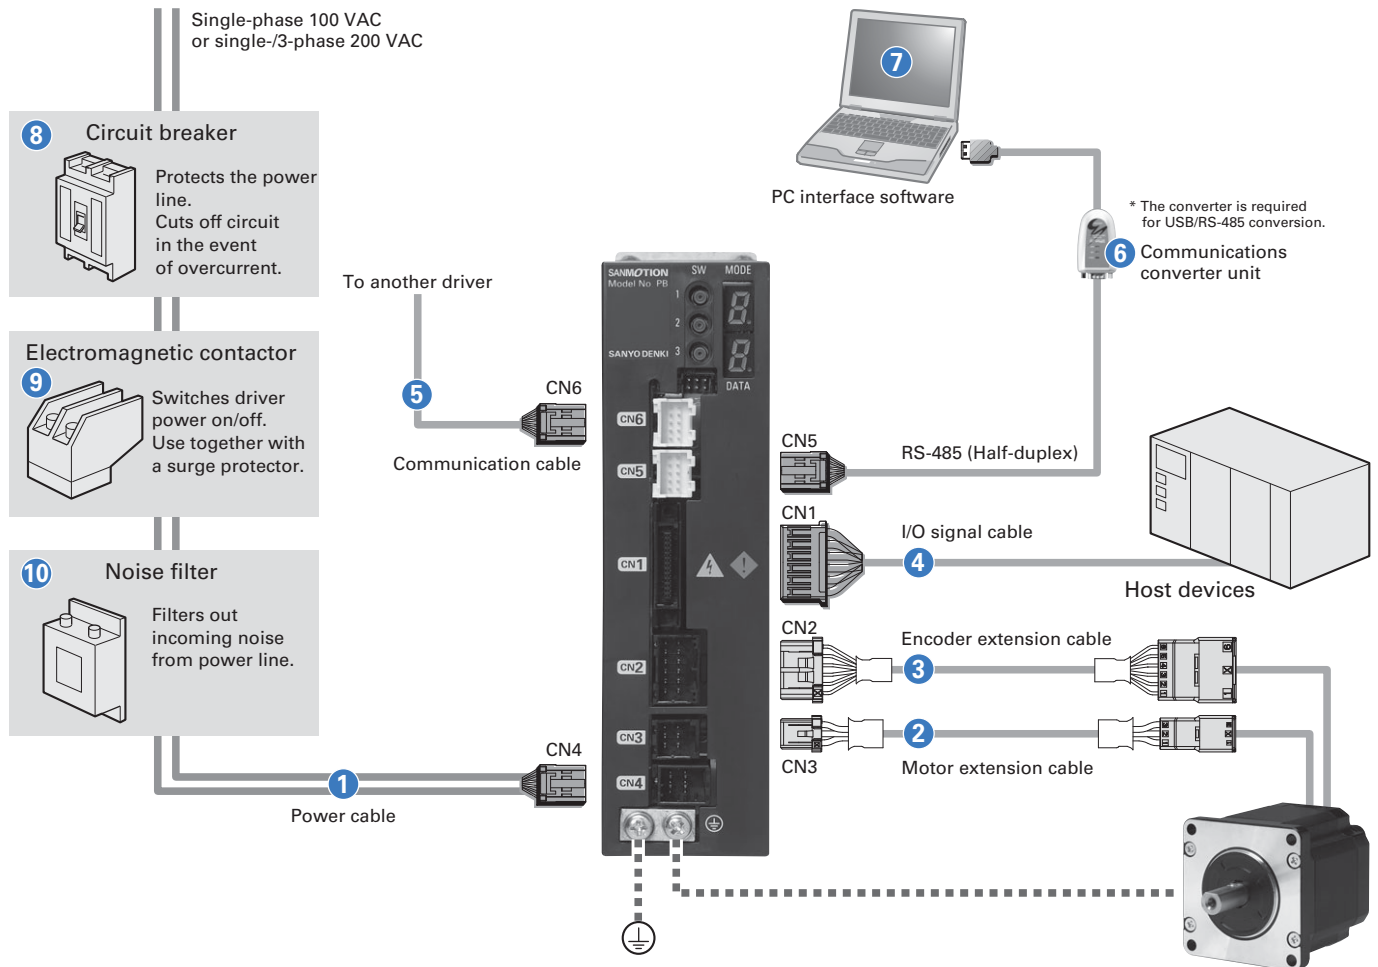 Single-phase 100 VAC
or single-/3-phase 200 VAC
8
Circuit breaker
Protects the power
line.
Cuts off circuit
in the event
of overcurrent.
Electromagnetic contactor
9
Switches driver
power on/off.
Use together with
a surge protector.
10
Noise filter
Filters out
incoming noise
from power line.
1
Power cable
CN4
To another driver
5
CN6
Communication cable
SANMOTION
Model No PB
SW
MODE
1
2
3
8.
8.
SANYO DENKI
DATA
CN6
CN5
CN1
CN2
CN3
CN4
7
PC interface software
* The converter is required
for USB/RS-485 conversion.
6
Communications
converter unit
CN5
RS-485 (Half-duplex)
CN1
I/O signal cable
4
Host devices
CN2
Encoder extension cable
3
2
CN3
Motor extension cable